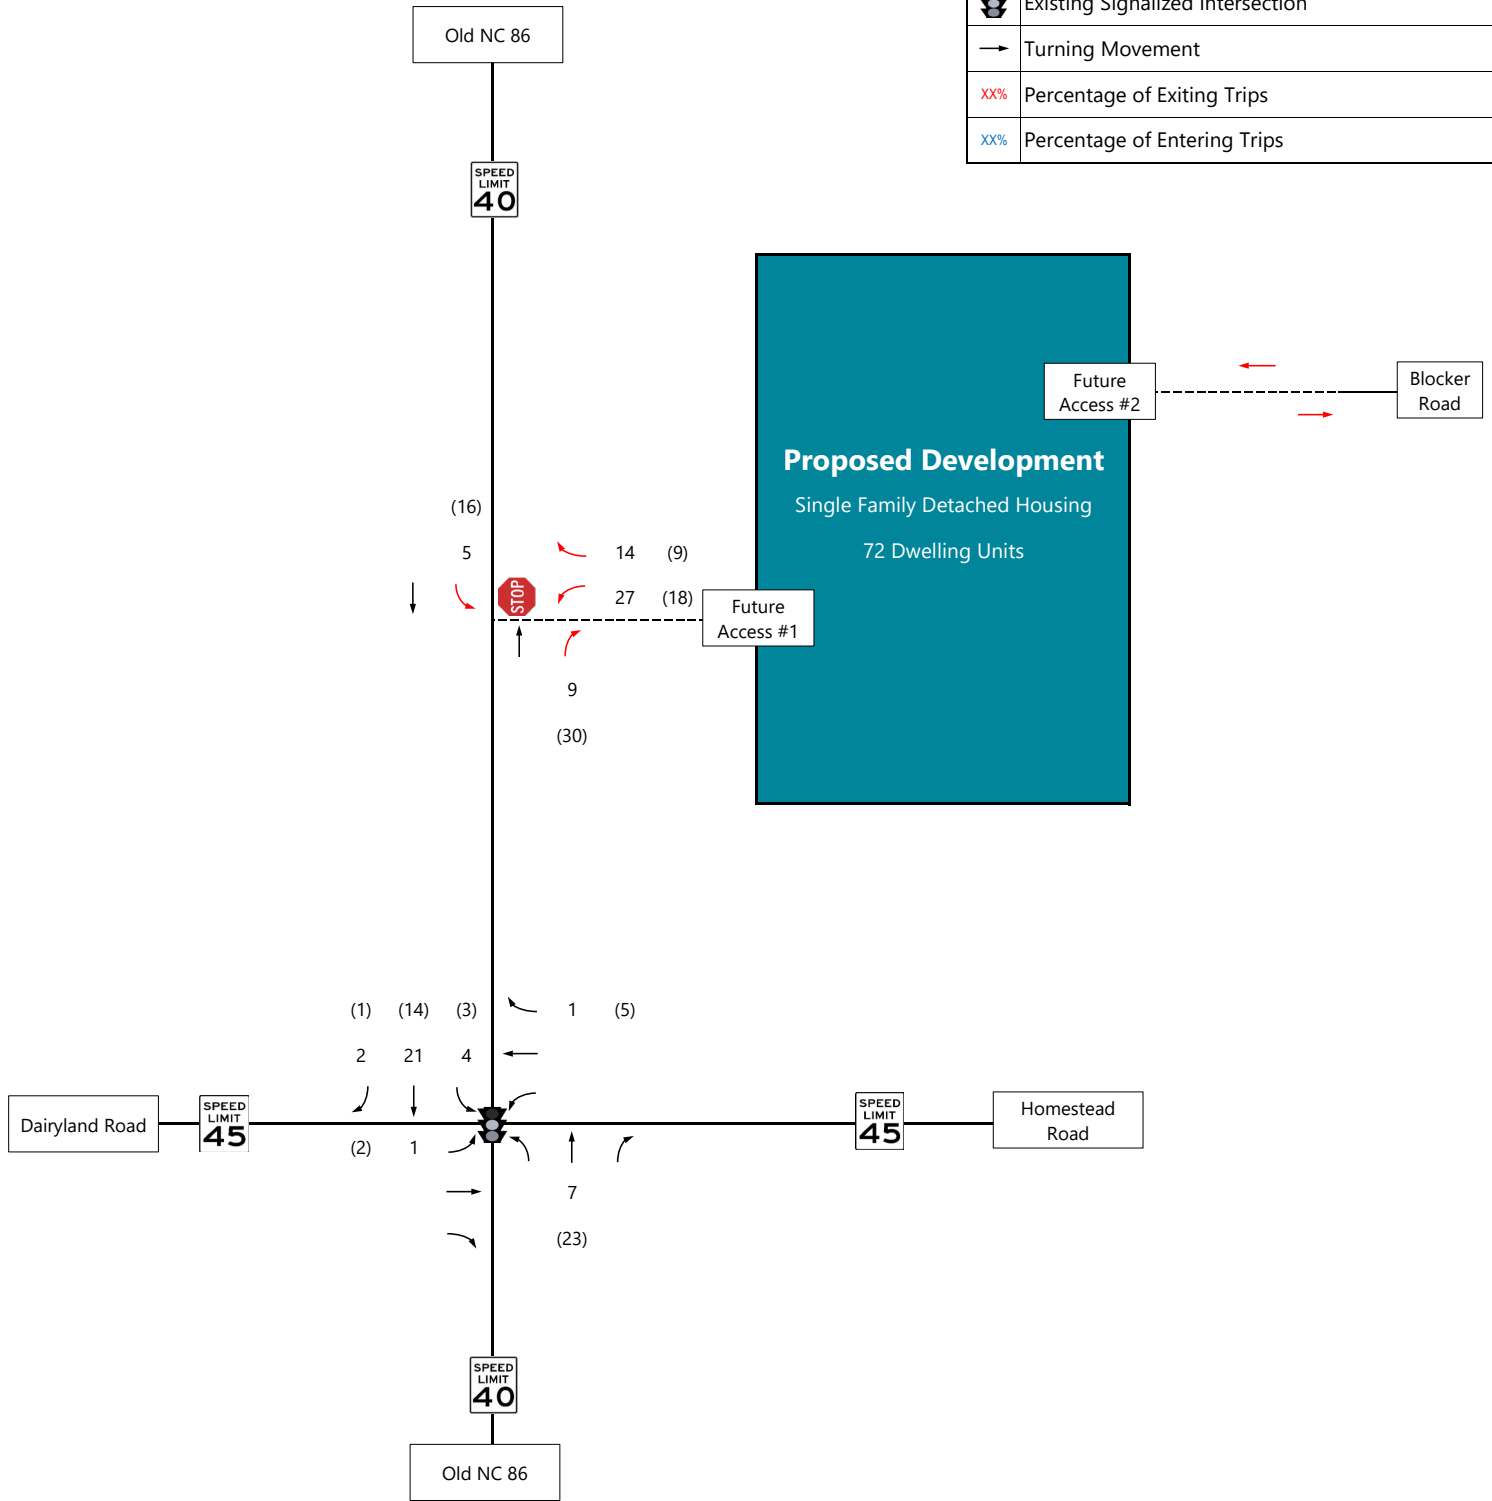 Old NC 86
Existing Signalized Intersection
Turning Movement
XX% Percentage of Exiting Trips
XX% Percentage of Entering Trips
SPEED
LIMIT
40
Future
Access #2
Blocker
Road
Proposed Development
Single Family Detached Housing
72 Dwelling Units
(16)
5
14 (9)
STOP
27 (18)
Future
Access #1
9
(30)
(1) (14) (3) 1 (5)
2 21 4
Dairyland Road
SPEED
LIMIT
45
SPEED
LIMIT
45
Homestead
Road
(2) 1
7
(23)
SPEED
LIMIT
40
Old NC 86